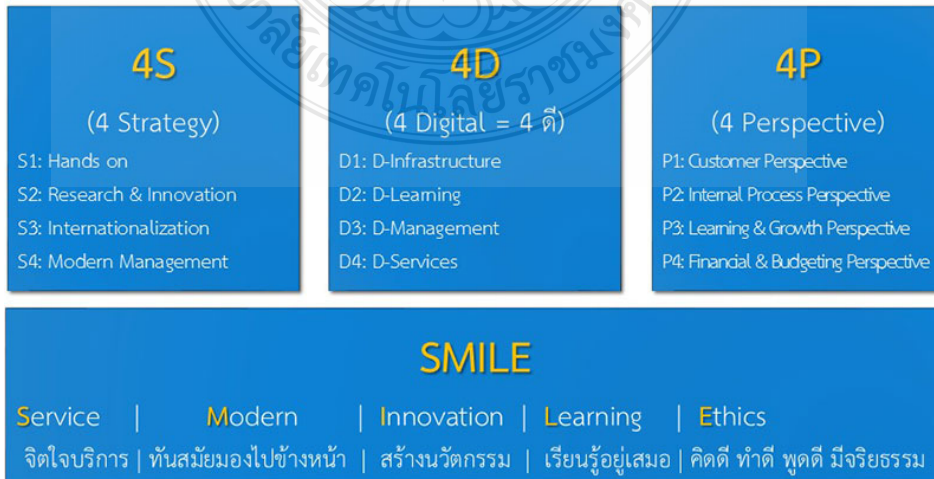 4S
(4 Strategy)
S1: Hands on
S2: Research & Innovation
S3: Internationalization
S4: Modern Management
4D
(4 Digital = 4 ดี)
D1: D-Infrastructure
D2: D-Learning
D3: D-Management
D4: D-Services
4P
(4 Perspective)
P1: Customer Perspective
P2: Internal Process Perspective
P3: Learning & Growth Perspective
P4: Financial & Budgeting Perspective
SMILE
Service | Modern | Innovation | Learning | Ethics
จิตใจบริการ | ทันสมัยมองไปข้างหน้า | สร้างนวัตกรรม | เรียนรู้อยู่เสมอ | คิดดี ทำดี พูดดี มีจริยธรรม